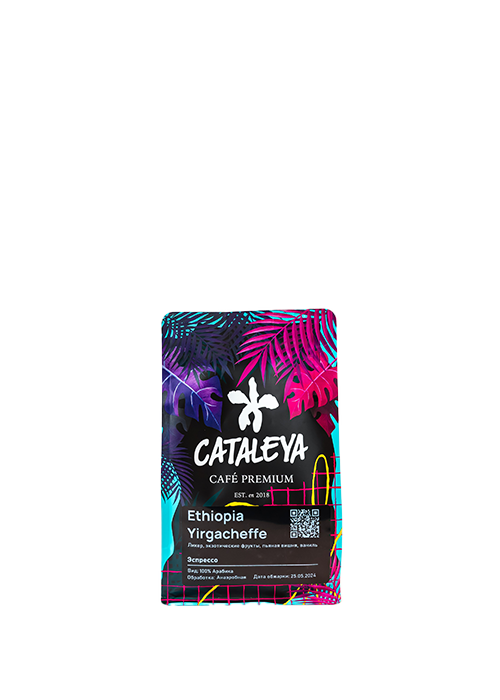 CATALEYA
CAFÉ PREMIUM
EST. en 2018
Ethiopia
Yirgacheffe
Ликер, экзотические фрукты, пьяная вишня, ваниль
Эспрессо
Вид: 100% Арабика
Обработка: Анаэробная Дата обжарки: 25.05.2024